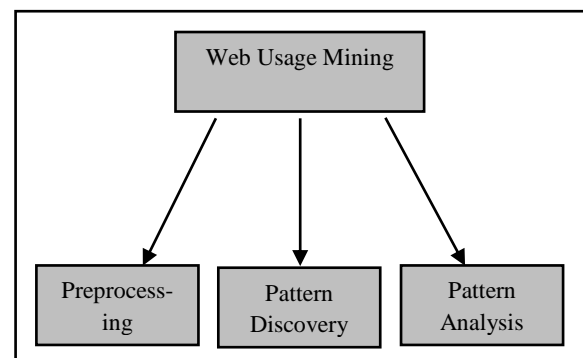 Web Usage Mining
Preprocess-
ing
Pattern
Discovery
Pattern
Analysis